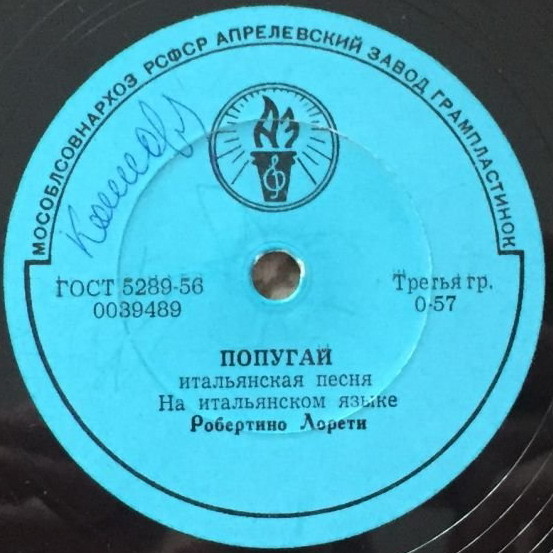 МОСОБЛСОВНАРХОЗ РСФСР АПРЕЛЕВСКИЙ ЗАВОД ГРАМПЛАСТИНОК
АЗ
ГОСТ 5289-56
0039489
Третья гр.
0-57
ПОПУГАЙ
итальянская песня
На итальянском языке
Робертино Лорети